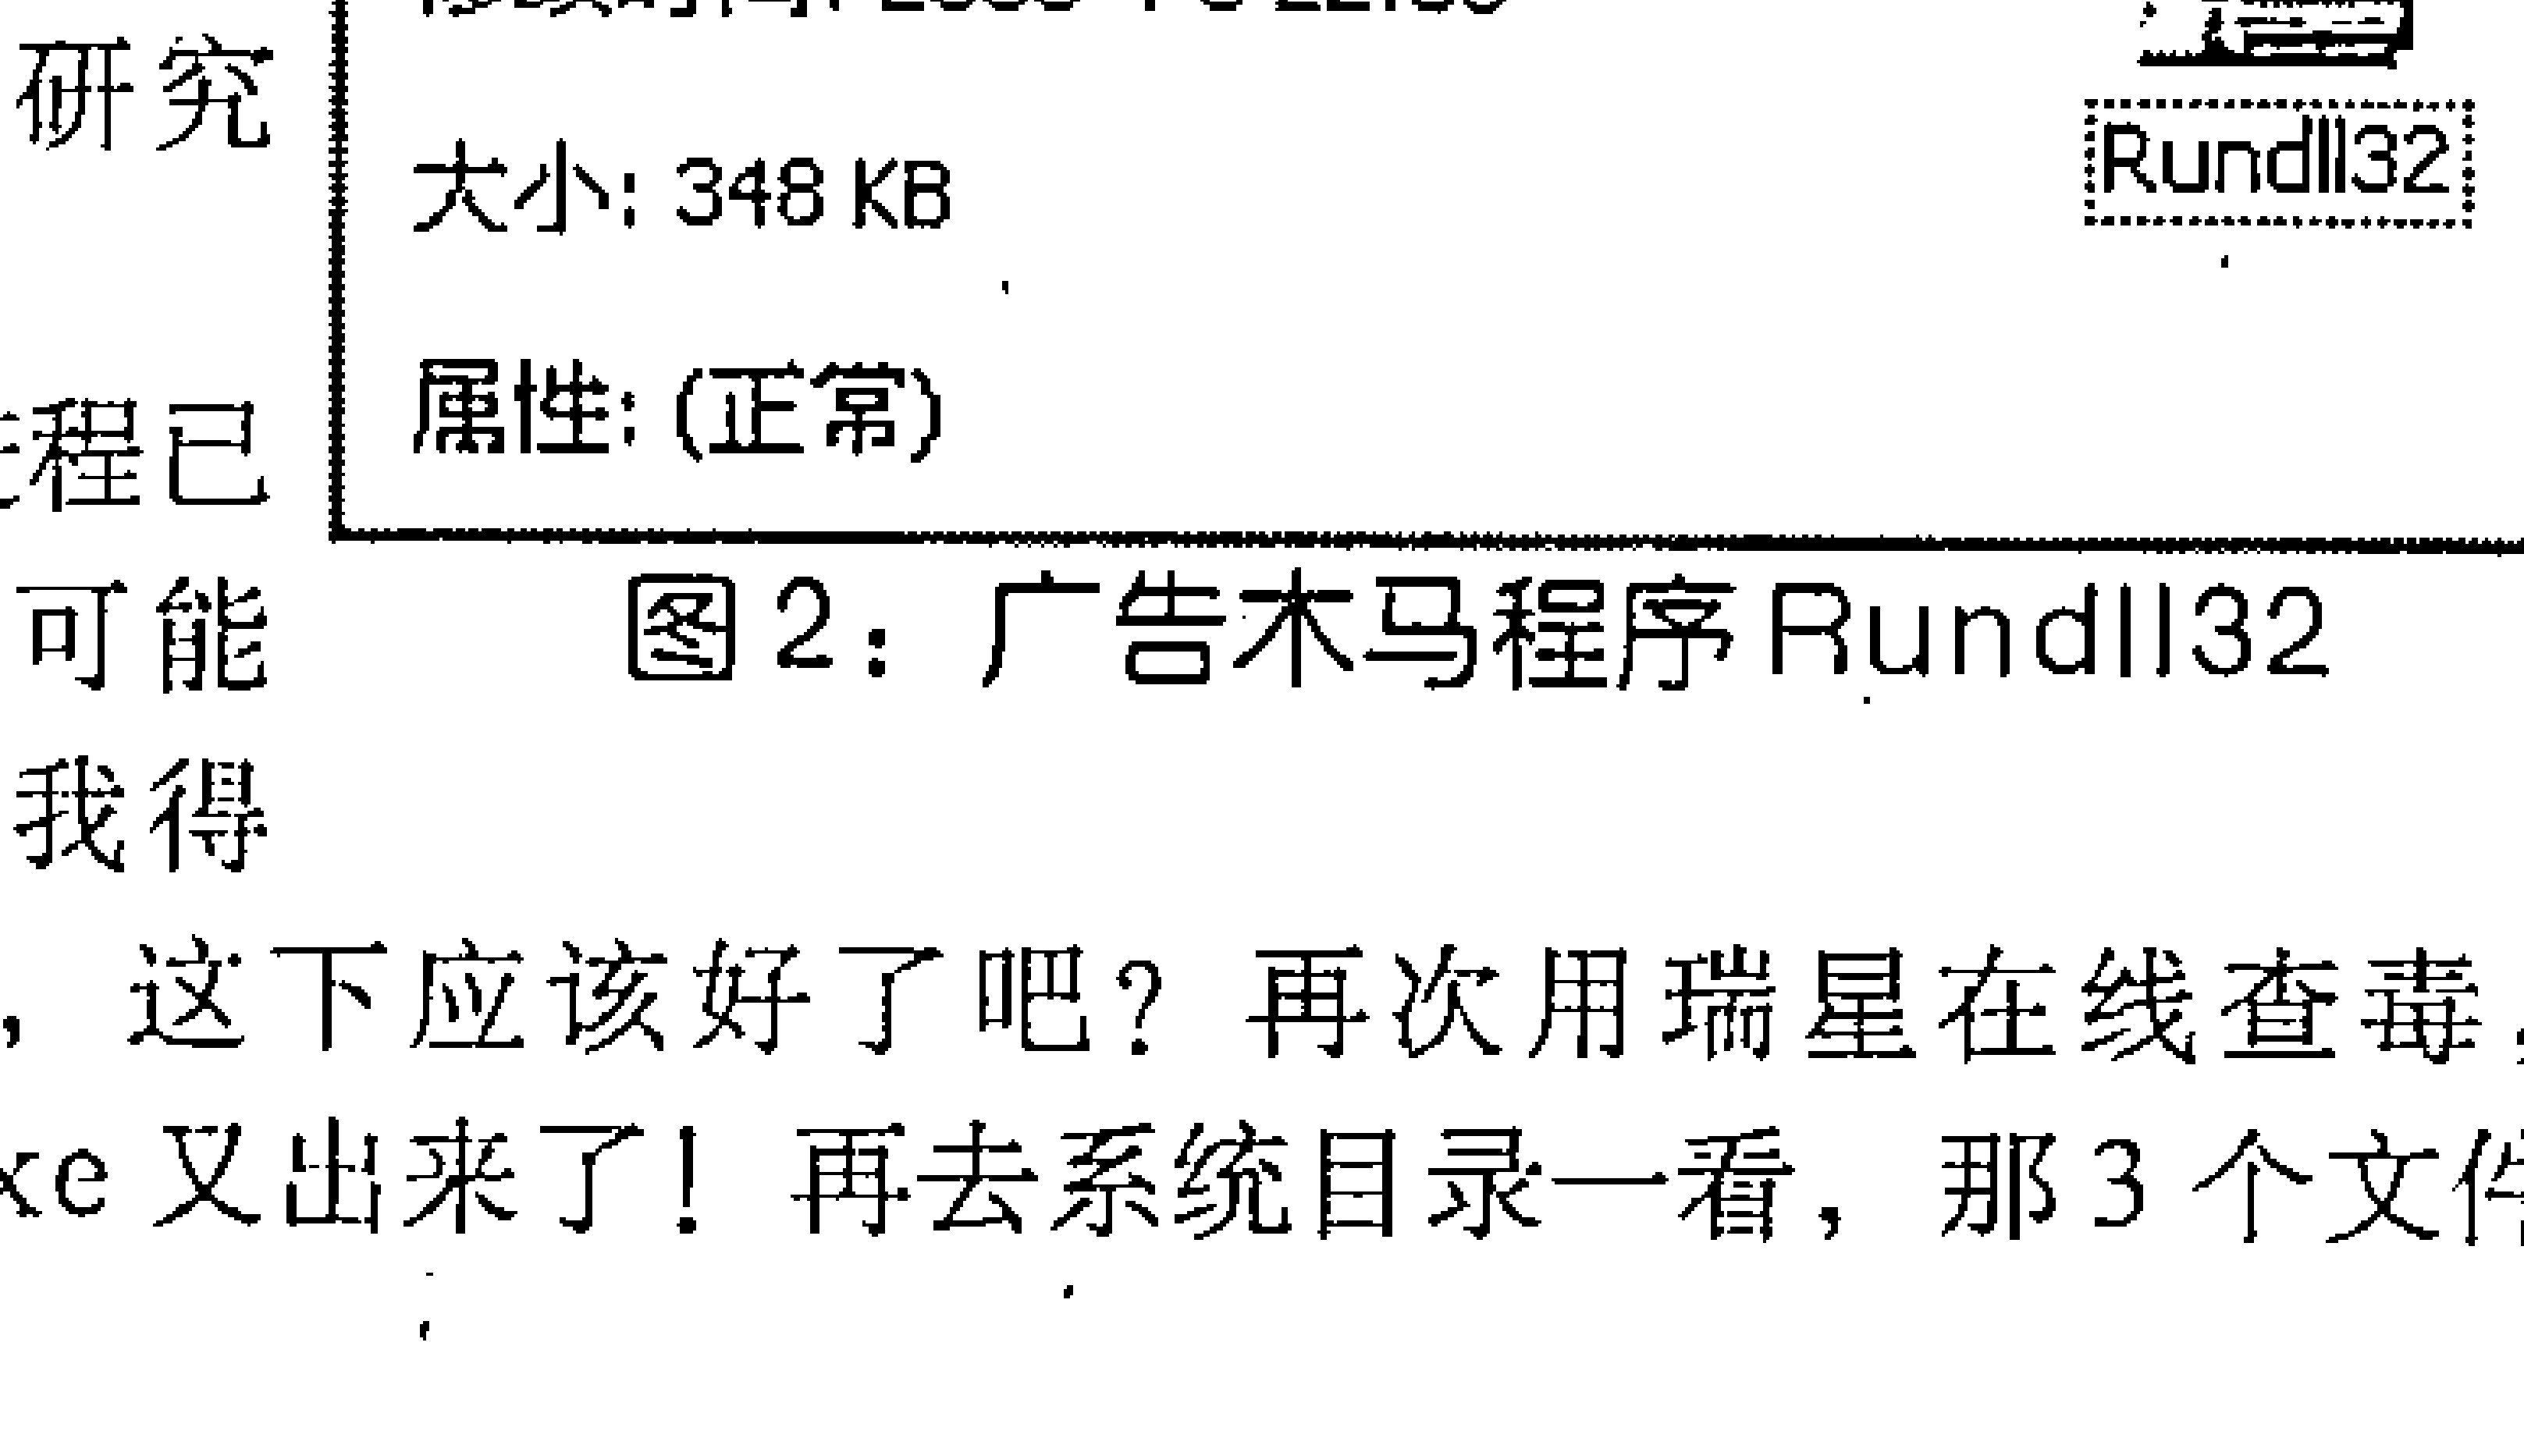 研究
大小: 348 KB
Rundll32
属性: (正常)
程已
可能
图2：广告木马程序Rundll32
我得
，这下应该好了吧？再次用瑞星在线查毒，
xe又出来了！再去系统目录一看，那3个文件